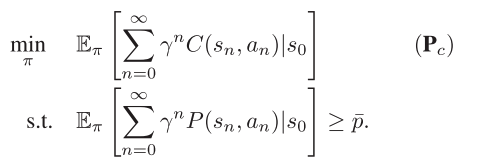 min_π 𝔼_π [ ∑_{n=0}^{∞} γ^n C(s_n, a_n)|s_0 ] (P_c)
s.t. 𝔼_π [ ∑_{n=0}^{∞} γ^n P(s_n, a_n)|s_0 ] ≥ p̄.